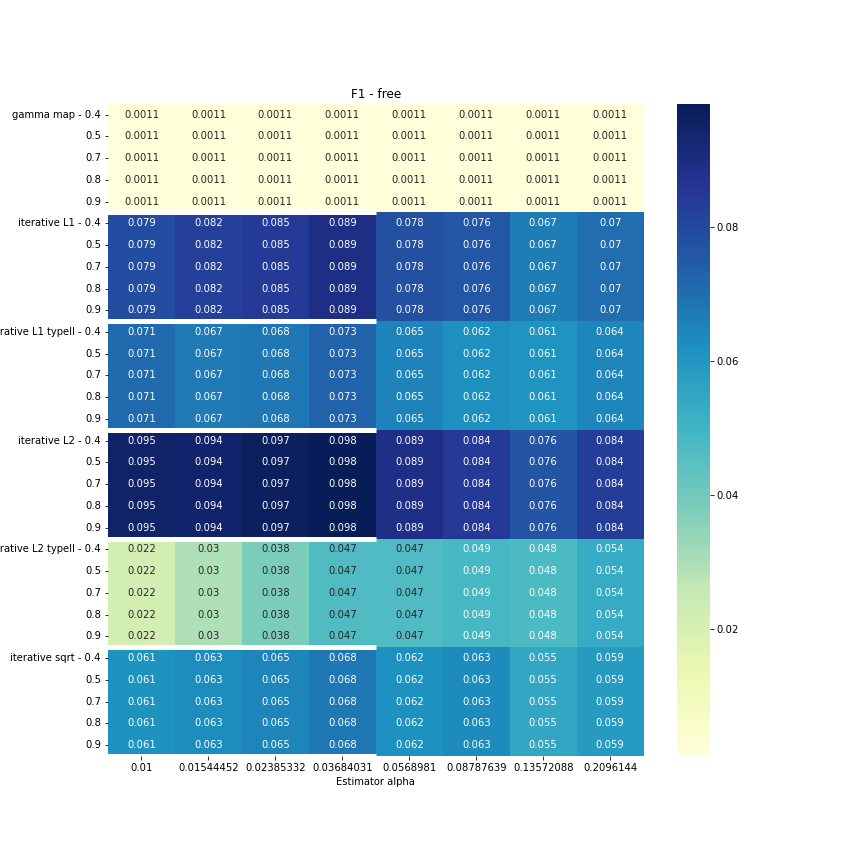 F1 - free
gamma map - 0.4 0.0011 0.0011 0.0011 0.0011 0.0011 0.0011 0.0011 0.0011
0.5 0.0011 0.0011 0.0011 0.0011 0.0011 0.0011 0.0011 0.0011
0.7 0.0011 0.0011 0.0011 0.0011 0.0011 0.0011 0.0011 0.0011
0.8 0.0011 0.0011 0.0011 0.0011 0.0011 0.0011 0.0011 0.0011
0.9 0.0011 0.0011 0.0011 0.0011 0.0011 0.0011 0.0011 0.0011
iterative L1 - 0.4 0.079 0.082 0.085 0.089 0.078 0.076 0.067 0.07
0.5 0.079 0.082 0.085 0.089 0.078 0.076 0.067 0.07
0.7 0.079 0.082 0.085 0.089 0.078 0.076 0.067 0.07
0.8 0.079 0.082 0.085 0.089 0.078 0.076 0.067 0.07
0.9 0.079 0.082 0.085 0.089 0.078 0.076 0.067 0.07
rative L1 typeII - 0.4 0.071 0.067 0.068 0.073 0.065 0.062 0.061 0.064
0.5 0.071 0.067 0.068 0.073 0.065 0.062 0.061 0.064
0.7 0.071 0.067 0.068 0.073 0.065 0.062 0.061 0.064
0.8 0.071 0.067 0.068 0.073 0.065 0.062 0.061 0.064
0.9 0.071 0.067 0.068 0.073 0.065 0.062 0.061 0.064
iterative L2 - 0.4 0.095 0.094 0.097 0.098 0.089 0.084 0.076 0.084
0.5 0.095 0.094 0.097 0.098 0.089 0.084 0.076 0.084
0.7 0.095 0.094 0.097 0.098 0.089 0.084 0.076 0.084
0.8 0.095 0.094 0.097 0.098 0.089 0.084 0.076 0.084
0.9 0.095 0.094 0.097 0.098 0.089 0.084 0.076 0.084
rative L2 typeII - 0.4 0.022 0.03 0.038 0.047 0.047 0.049 0.048 0.054
0.5 0.022 0.03 0.038 0.047 0.047 0.049 0.048 0.054
0.7 0.022 0.03 0.038 0.047 0.047 0.049 0.048 0.054
0.8 0.022 0.03 0.038 0.047 0.047 0.049 0.048 0.054
0.9 0.022 0.03 0.038 0.047 0.047 0.049 0.048 0.054
iterative sqrt - 0.4 0.061 0.063 0.065 0.068 0.062 0.063 0.055 0.059
0.5 0.061 0.063 0.065 0.068 0.062 0.063 0.055 0.059
0.7 0.061 0.063 0.065 0.068 0.062 0.063 0.055 0.059
0.8 0.061 0.063 0.065 0.068 0.062 0.063 0.055 0.059
0.9 0.061 0.063 0.065 0.068 0.062 0.063 0.055 0.059
0.01 0.01544452 0.02385332 0.03684031 0.0568981 0.08787639 0.13572088 0.2096144
Estimator alpha
0.08
0.06
0.04
0.02